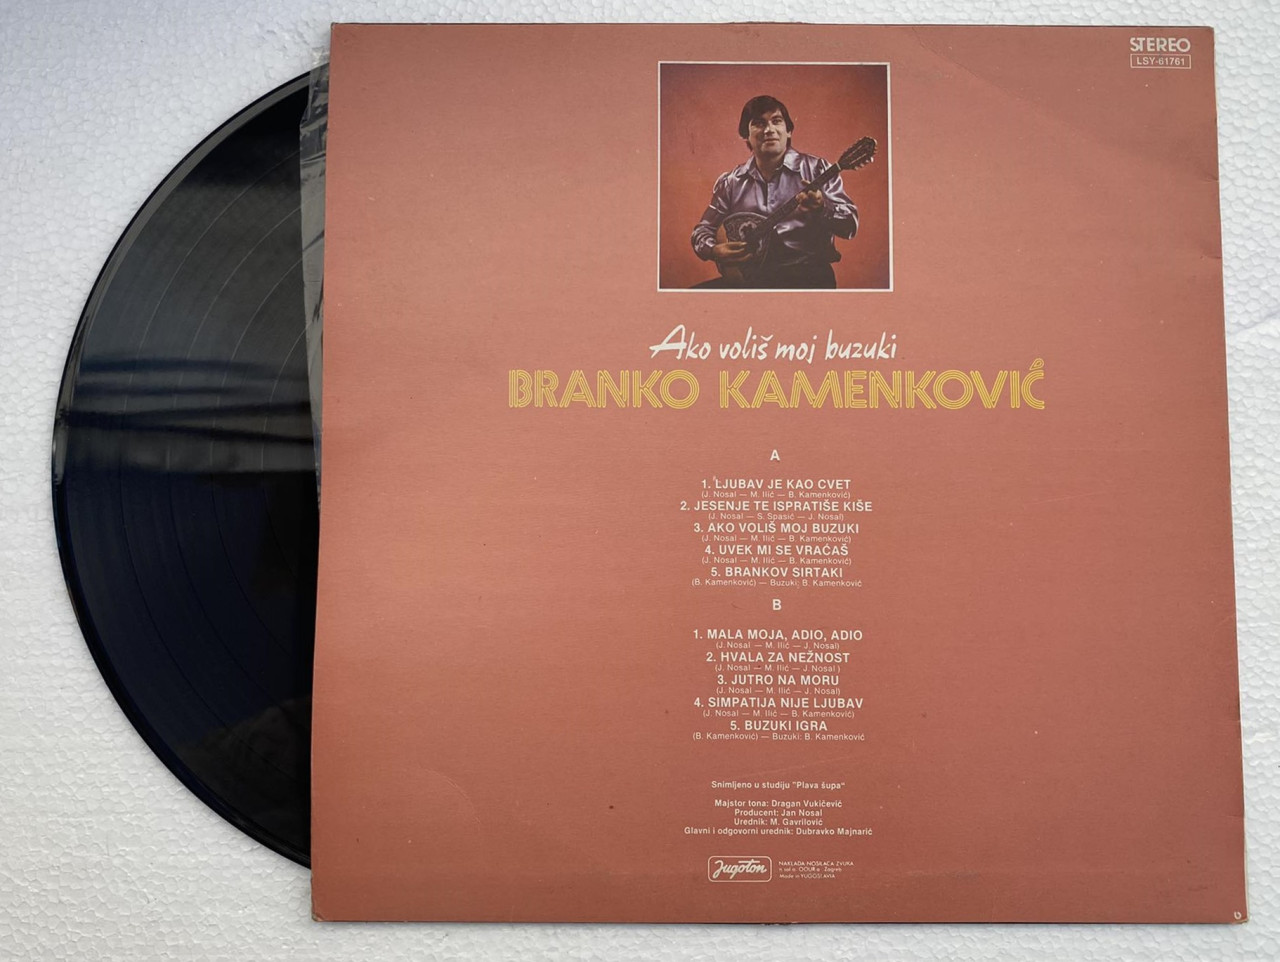 STEREO
LSY-61761
Ako voliš moj buzuki
BRANKO KAMENKOVIĆ
A
1. LJUBAV JE KAO CVET
(J. Nosal — M. Ilić — B. Kamenković)
2. JESENJE TE ISPRATIŠE KIŠE
(J. Nosal — S. Spasić — J. Nosal)
3. AKO VOLIŠ MOJ BUZUKI
(J. Nosal — M. Ilić — B. Kamenković)
4. UVEK MI SE VRAĆAŠ
(J. Nosal — M. Ilić — B. Kamenković)
5. BRANKOV SIRTAKI
(B. Kamenković) — Buzuki: B. Kamenković
B
1. MALA MOJA, ADIO, ADIO
(J. Nosal — M. Ilić — J. Nosal)
2. HVALA ZA NEŽNOST
(J. Nosal — M. Ilić — J. Nosal )
3. JUTRO NA MORU
(J. Nosal — M. Ilić — J. Nosal)
4. SIMPATIJA NIJE LJUBAV
(J. Nosal — M. Ilić — B. Kamenković)
5. BUZUKI IGRA
(B. Kamenković) — Buzuki: B. Kamenković
Snimljeno u studiju "Plava šupa"
Majstor tona: Dragan Vukičević
Producent: Jan Nosal
Urednik: M. Gavrilović
Glavni i odgovorni urednik: Dubravko Majnarić
Jugoton
NAKLADA NOSILACA ZVUKA
n sol o OOUR-a Zagreb
Made in YUGOSLAVIA